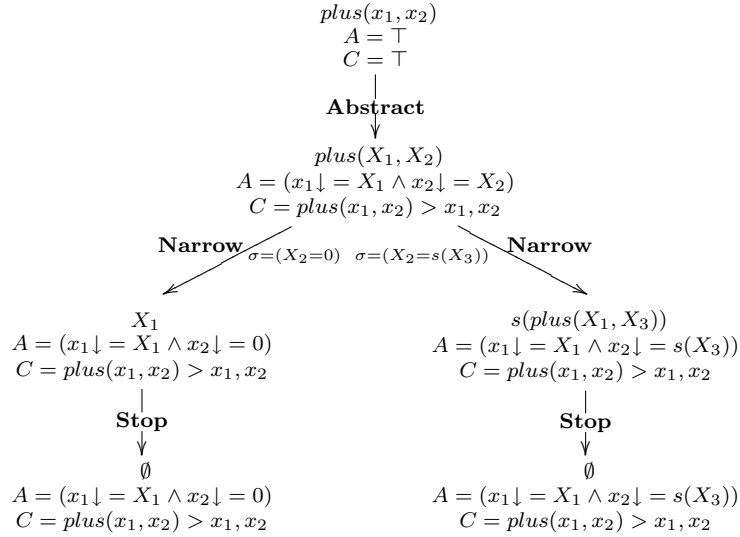 plus(x₁, x₂)
A = ⊤
C = ⊤
Abstract
plus(X₁, X₂)
A = (x₁↓ = X₁ ∧ x₂↓ = X₂)
C = plus(x₁, x₂) > x₁, x₂
Narrow Narrow
σ=(X₂=0) σ=(X₂=s(X₃))
X₁ s(plus(X₁, X₃))
A = (x₁↓ = X₁ ∧ x₂↓ = 0) A = (x₁↓ = X₁ ∧ x₂↓ = s(X₃))
C = plus(x₁, x₂) > x₁, x₂ C = plus(x₁, x₂) > x₁, x₂
Stop Stop
∅ ∅
A = (x₁↓ = X₁ ∧ x₂↓ = 0) A = (x₁↓ = X₁ ∧ x₂↓ = s(X₃))
C = plus(x₁, x₂) > x₁, x₂ C = plus(x₁, x₂) > x₁, x₂